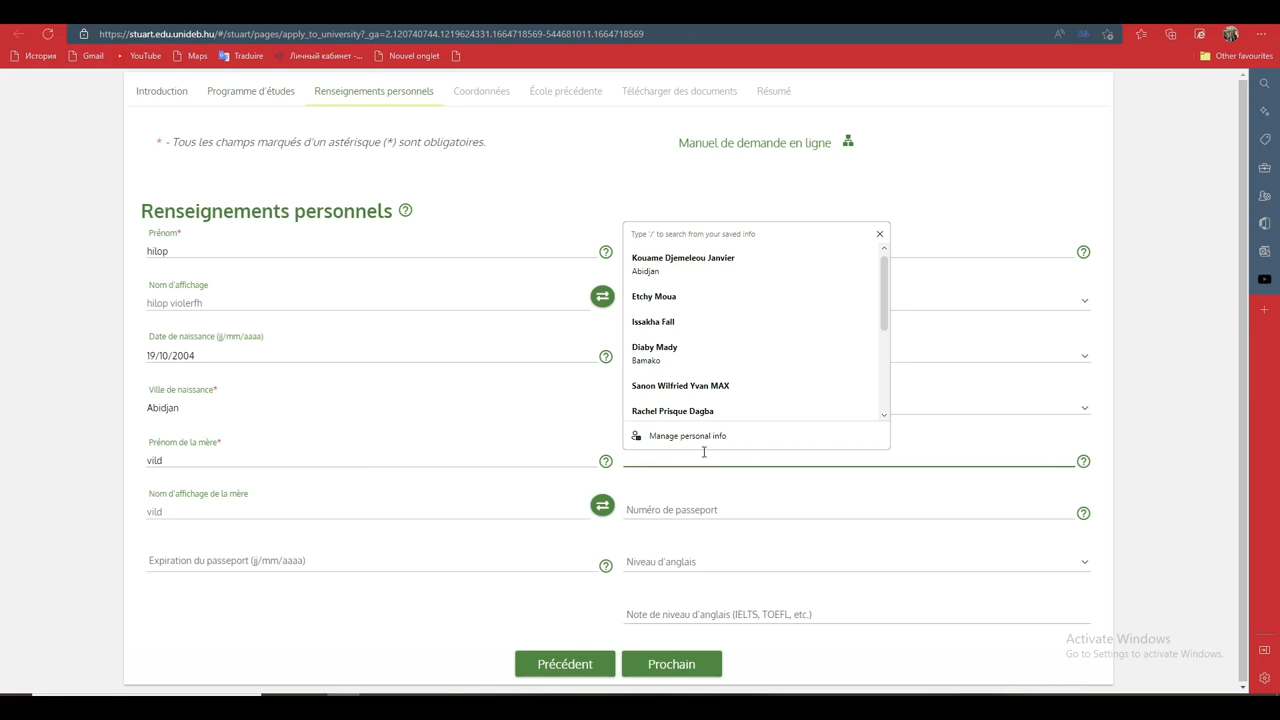 https://stuart.edu.unideb.hu/#/stuart/pages/apply_to_university?_ga=2.120740744.1219624331.1664718569-544681011.1664718569
История Gmail YouTube Maps Traduire Личный кабинет -... Nouvel onglet Other favourites
Introduction Programme d'études Renseignements personnels Coordonnées École précédente Télécharger des documents Résumé
* - Tous les champs marqués d'un astérisque (*) sont obligatoires.
Manuel de demande en ligne
Renseignements personnels
Prénom*
hilop
Nom d'affichage
hilop violerfh
Date de naissance (jj/mm/aaaa)
19/10/2004
Ville de naissance*
Abidjan
Prénom de la mère*
vild
Nom d'affichage de la mère
vild
Expiration du passeport (jj/mm/aaaa)
Type '/' to search from your saved info
Kouame Djemeleou Janvier
Abidjan
Etchy Moua
Issakha Fall
Diaby Mady
Bamako
Sanon Wilfried Yvan MAX
Rachel Prisque Dagba
Manage personal info
Numéro de passeport
Niveau d'anglais
Note de niveau d'anglais (IELTS, TOEFL, etc.)
Précédent Prochain
Activate Windows
Go to Settings to activate Windows.